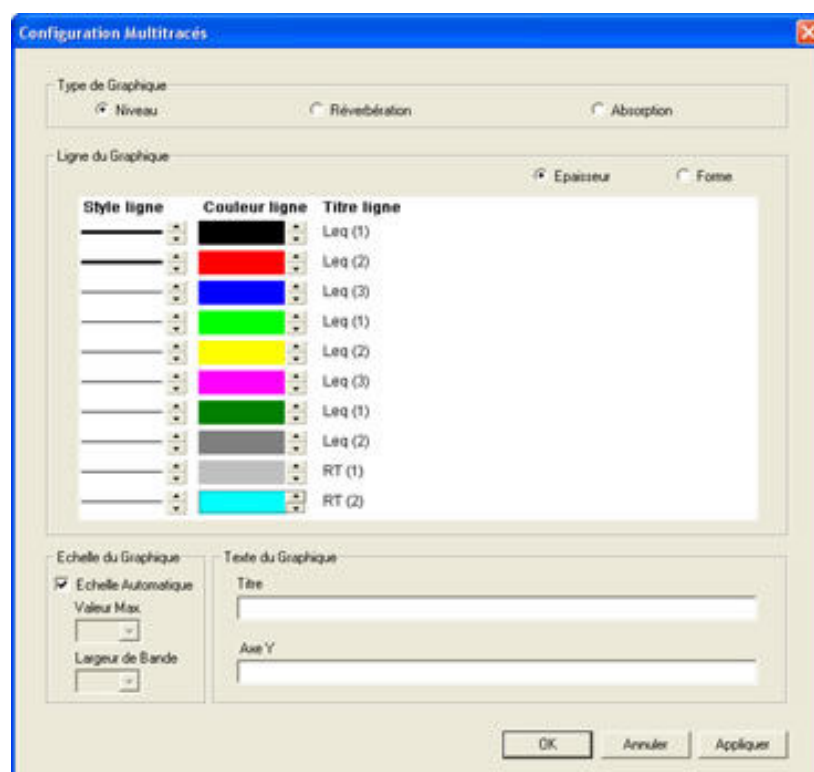 Configuration Multitracés
Type de Graphique
Niveau Réverbération Absorption
Ligne du Graphique
Epaisseur Forme
Style ligne Couleur ligne Titre ligne
Leq (1)
Leq (2)
Leq (3)
Leq (1)
Leq (2)
Leq (3)
Leq (1)
Leq (2)
RT (1)
RT (2)
Echelle du Graphique
Echelle Automatique
Valeur Max.
Largeur de Bande
Texte du Graphique
Titre
Axe Y
OK Annuler Appliquer